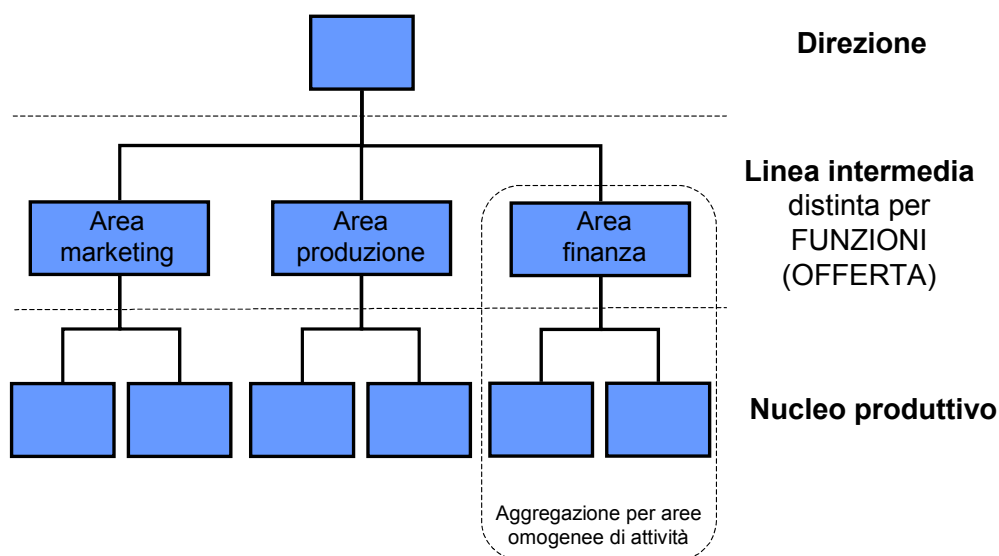 Direzione
Linea intermedia
distinta per
FUNZIONI
(OFFERTA)
Area
marketing
Area
produzione
Area
finanza
Nucleo produttivo
Aggregazione per aree
omogenee di attività